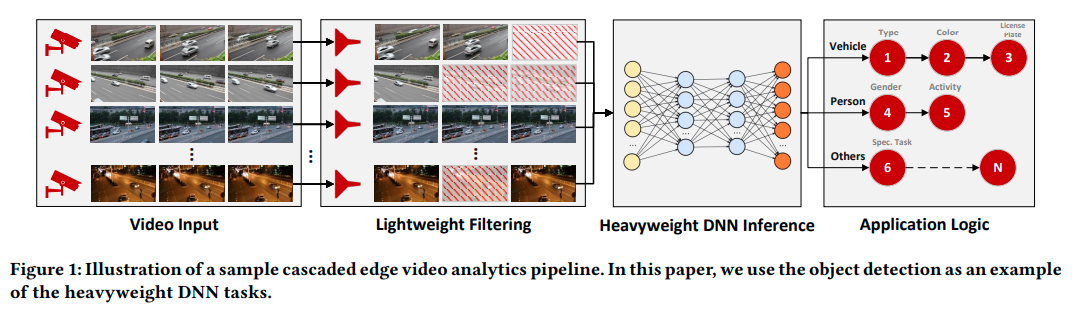 Vehicle
Type
Color
License
Plate
1
2
3
Person
Gender
Activity
4
5
Others
Spec. Task
6
N
...
...
...
...
Video Input
Lightweight Filtering
Heavyweight DNN Inference
Application Logic
Figure 1: Illustration of a sample cascaded edge video analytics pipeline. In this paper, we use the object detection as an example
of the heavyweight DNN tasks.